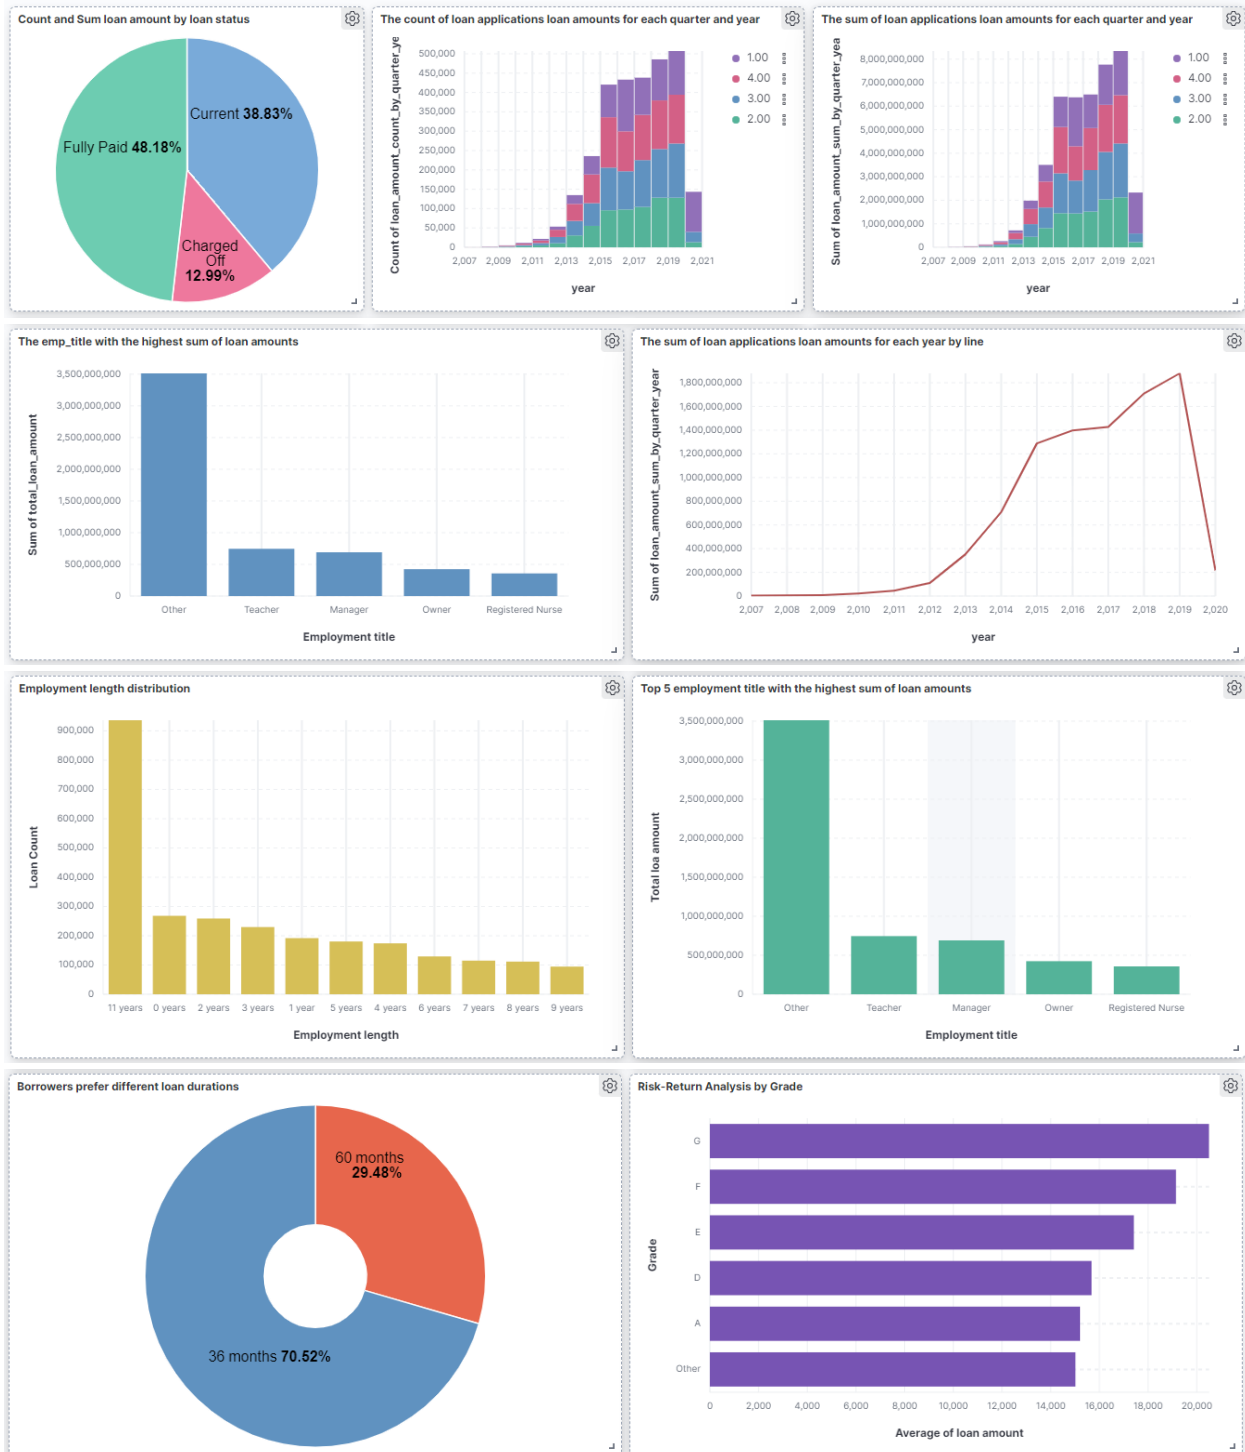 Count and Sum loan amount by loan status
Current 38.83%
Fully Paid 48.18%
Charged
Off
12.99%
The count of loan applications loan amounts for each quarter and year
Count of loan_amount_count_by_quarter_ye
500,000
450,000
400,000
350,000
300,000
250,000
200,000
150,000
100,000
50,000
0
2,007
2,009
2,011
2,013
2,015
2,017
2,019
2,021
year
1.00
4.00
3.00
2.00
The sum of loan applications loan amounts for each quarter and year
Sum of loan_amount_sum_by_quarter_yea
8,000,000,000
7,000,000,000
6,000,000,000
5,000,000,000
4,000,000,000
3,000,000,000
2,000,000,000
1,000,000,000
0
2,007
2,009
2,011
2,013
2,015
2,017
2,019
2,021
year
1.00
4.00
3.00
2.00
The emp_title with the highest sum of loan amounts
Sum of total_loan_amount
3,500,000,000
3,000,000,000
2,500,000,000
2,000,000,000
1,500,000,000
1,000,000,000
500,000,000
0
Other
Teacher
Manager
Owner
Registered Nurse
Employment title
The sum of loan applications loan amounts for each year by line
Sum of loan_amount_sum_by_quarter_year
1,800,000,000
1,600,000,000
1,400,000,000
1,200,000,000
1,000,000,000
800,000,000
600,000,000
400,000,000
200,000,000
0
2,007
2,008
2,009
2,010
2,011
2,012
2,013
2,014
2,015
2,016
2,017
2,018
2,019
2,020
year
Employment length distribution
Loan Count
900,000
800,000
700,000
600,000
500,000
400,000
300,000
200,000
100,000
0
11 years
0 years
2 years
3 years
1 year
5 years
4 years
6 years
7 years
8 years
9 years
Employment length
Top 5 employment title with the highest sum of loan amounts
Total loa amount
3,500,000,000
3,000,000,000
2,500,000,000
2,000,000,000
1,500,000,000
1,000,000,000
500,000,000
0
Other
Teacher
Manager
Owner
Registered Nurse
Employment title
Borrowers prefer different loan durations
60 months
29.48%
36 months 70.52%
Risk-Return Analysis by Grade
Grade
G
F
E
D
A
Other
0
2,000
4,000
6,000
8,000
10,000
12,000
14,000
16,000
18,000
20,000
Average of loan amount